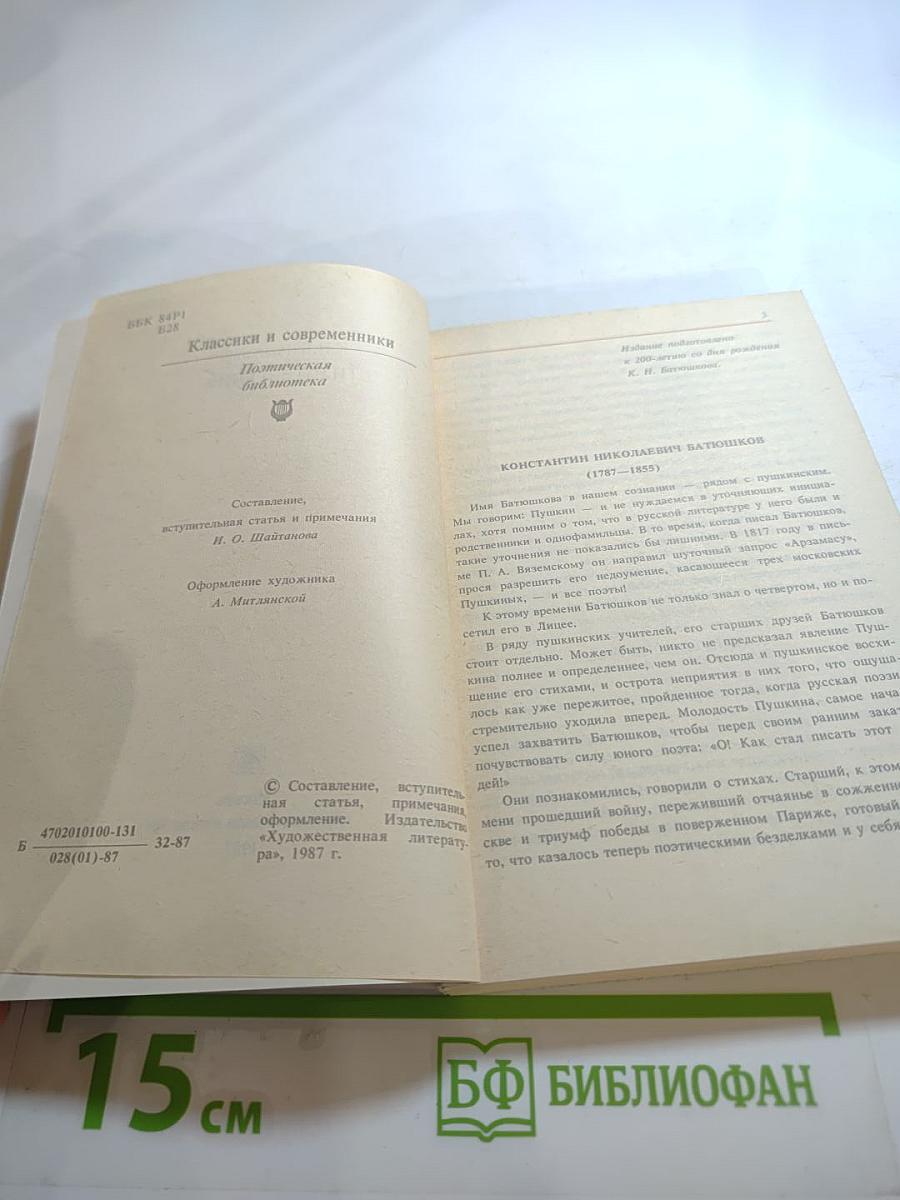 ББК 84Р1
Б28
Классики и современники
Поэтическая
библиотека
Составление,
вступительная статья и примечания
И. О. Шайтанова
Оформление художника
А. Митлянской
© Составление, вступитель-
ная статья, примечания,
оформление. Издательство
«Художественная литерату-
ра», 1987 г.
Б 4702010100-131
028(01)-87
32-87
3
Издание подготовлено
к 200-летию со дня рождения
К. Н. Батюшкова.
КОНСТАНТИН НИКОЛАЕВИЧ БАТЮШКОВ
(1787—1855)
Имя Батюшкова в нашем сознании — рядом с пушкинским.
Мы говорим: Пушкин — и не нуждаемся в уточняющих инициа-
лах, хотя помним о том, что в русской литературе у него были и
родственники и однофамильцы. В то время, когда писал Батюшков,
такие уточнения не показались бы лишними. В 1817 году в пись-
ме П. А. Вяземскому он направил шуточный запрос «Арзамасу»,
прося разрешить его недоумение, касающееся трех московских
Пушкиных, — и все поэты!
К этому времени Батюшков не только знал о четвертом, но и по-
сетил его в Лицее.
В ряду пушкинских учителей, его старших друзей Батюшков
стоит отдельно. Может быть, никто не предсказал явление Пуш-
кина полнее и определеннее, чем он. Отсюда и пушкинское восхи-
щение его стихами, и острота неприятия в них того, что ощуща-
лось как уже пережитое, пройденное тогда, когда русская поэзи
стремительно уходила вперед. Молодость Пушкина, самое нача
успел захватить Батюшков, чтобы перед своим ранним зака
почувствовать силу юного поэта: «О! Как стал писать этот
дей!»
Они познакомились, говорили о стихах. Старший, к этом
мени прошедший войну, переживший отчаянье в сожженно
скве и триумф победы в поверженном Париже, готовый
то, что казалось теперь поэтическими безделками и у себя
15 см
БФ БИБЛИОФАН